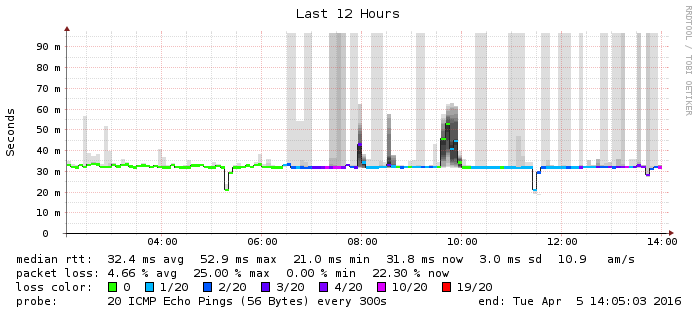 Last 12 Hours
RRDTOOL / TOBI OETIKER
Seconds
90 m
80 m
70 m
60 m
50 m
40 m
30 m
20 m
10 m
0
04:00 06:00 08:00 10:00 12:00 14:00
median rtt: 32.4 ms avg 52.9 ms max 21.0 ms min 31.8 ms now 3.0 ms sd 10.9 am/s
packet loss: 4.66 % avg 25.00 % max 0.00 % min 22.30 % now
loss color: 0 1/20 2/20 3/20 4/20 10/20 19/20
probe: 20 ICMP Echo Pings (56 Bytes) every 300s end: Tue Apr 5 14:05:03 2016